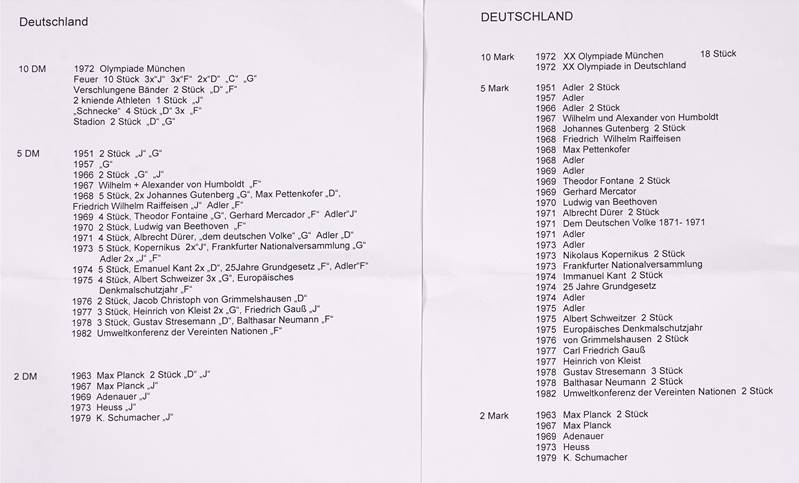 Deutschland
10 DM 1972 Olympiade München
Feuer 10 Stück 3x“J“ 3x“F“ 2x“D“ „C“ „G“
Verschlungene Bänder 2 Stück „D“ „F“
2 kniende Athleten 1 Stück „J“
„Schnecke“ 4 Stück „D“ 3x „F“
Stadion 2 Stück „D“ „G“
5 DM 1951 2 Stück „J“ „G“
1957 „G“
1966 2 Stück „G“ „J“
1967 Wilhelm + Alexander von Humboldt „F“
1968 5 Stück, 2x Johannes Gutenberg „G“, Max Pettenkofer „D“,
Friedrich Wilhelm Raiffeisen „J“ Adler „F“
1969 4 Stück, Theodor Fontaine „G“, Gerhard Mercador „F“ Adler“J“
1970 2 Stück, Ludwig van Beethoven „F“
1971 4 Stück, Albrecht Dürer, „dem deutschen Volke“ „G“ Adler „D“
1973 5 Stück, Kopernikus 2x“J“, Frankfurter Nationalversammlung „G“
Adler 2x „J“ „F“
1974 5 Stück, Emanuel Kant 2x „D“, 25Jahre Grundgesetz „F“, Adler“F“
1975 4 Stück, Albert Schweizer 3x „G“, Europäisches
Denkmalschutzjahr „F“
1976 2 Stück, Jacob Christoph von Grimmelshausen „D“
1977 3 Stück, Heinrich von Kleist 2x „G“, Friedrich Gauß „J“
1978 3 Stück, Gustav Stresemann „D“, Balthasar Neumann „F“
1982 Umweltkonferenz der Vereinten Nationen „F“
2 DM 1963 Max Planck 2 Stück „D“ „J“
1967 Max Planck „J“
1969 Adenauer „J“
1973 Heuss „J“
1979 K. Schumacher „J“
DEUTSCHLAND
10 Mark 1972 XX Olympiade München 18 Stück
1972 XX Olympiade in Deutschland
5 Mark 1951 Adler 2 Stück
1957 Adler
1966 Adler 2 Stück
1967 Wilhelm und Alexander von Humboldt
1968 Johannes Gutenberg 2 Stück
1968 Friedrich Wilhelm Raiffeisen
1968 Max Pettenkofer
1968 Adler
1969 Adler
1969 Theodor Fontane 2 Stück
1969 Gerhard Mercator
1970 Ludwig van Beethoven
1971 Albrecht Dürer 2 Stück
1971 Dem Deutschen Volke 1871- 1971
1971 Adler
1973 Adler
1973 Nikolaus Kopernikus 2 Stück
1973 Frankfurter Nationalversammlung
1974 Immanuel Kant 2 Stück
1974 25 Jahre Grundgesetz
1974 Adler
1975 Adler
1975 Albert Schweitzer 2 Stück
1975 Europäisches Denkmalschutzjahr
1976 von Grimmelshausen 2 Stück
1977 Carl Friedrich Gauß
1977 Heinrich von Kleist
1978 Gustav Stresemann 3 Stück
1978 Balthasar Neumann 2 Stück
1982 Umweltkonferenz der Vereinten Nationen 2 Stück
2 Mark 1963 Max Planck 2 Stück
1967 Max Planck
1969 Adenauer
1973 Heuss
1979 K. Schumacher